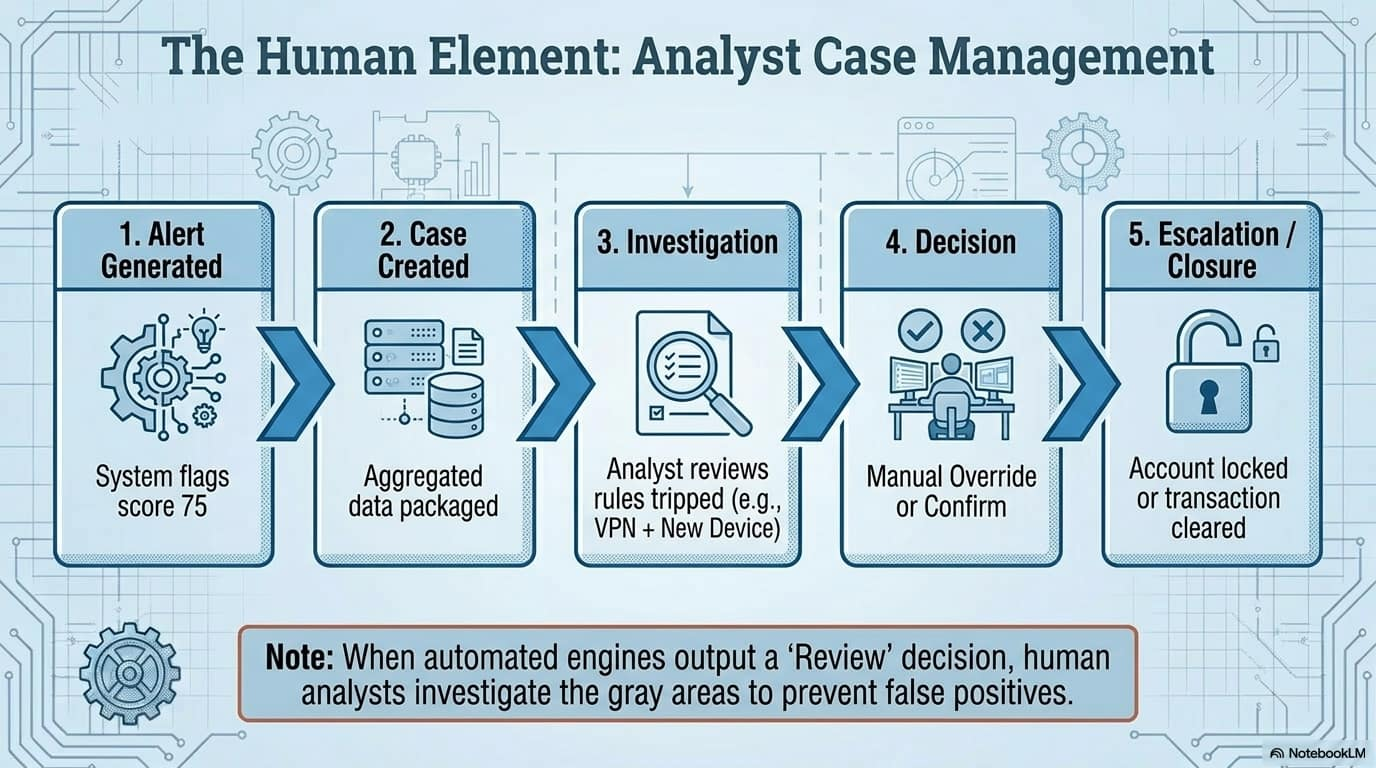 The Human Element: Analyst Case Management
1. Alert
Generated
System flags
score 75
2. Case
Created
Aggregated
data packaged
3. Investigation
Analyst reviews
rules tripped (e.g.,
VPN + New Device)
4. Decision
Manual Override
or Confirm
5. Escalation /
Closure
Account locked
or transaction
cleared
Note: When automated engines output a ‘Review’ decision, human
analysts investigate the gray areas to prevent false positives.
NotebookLM